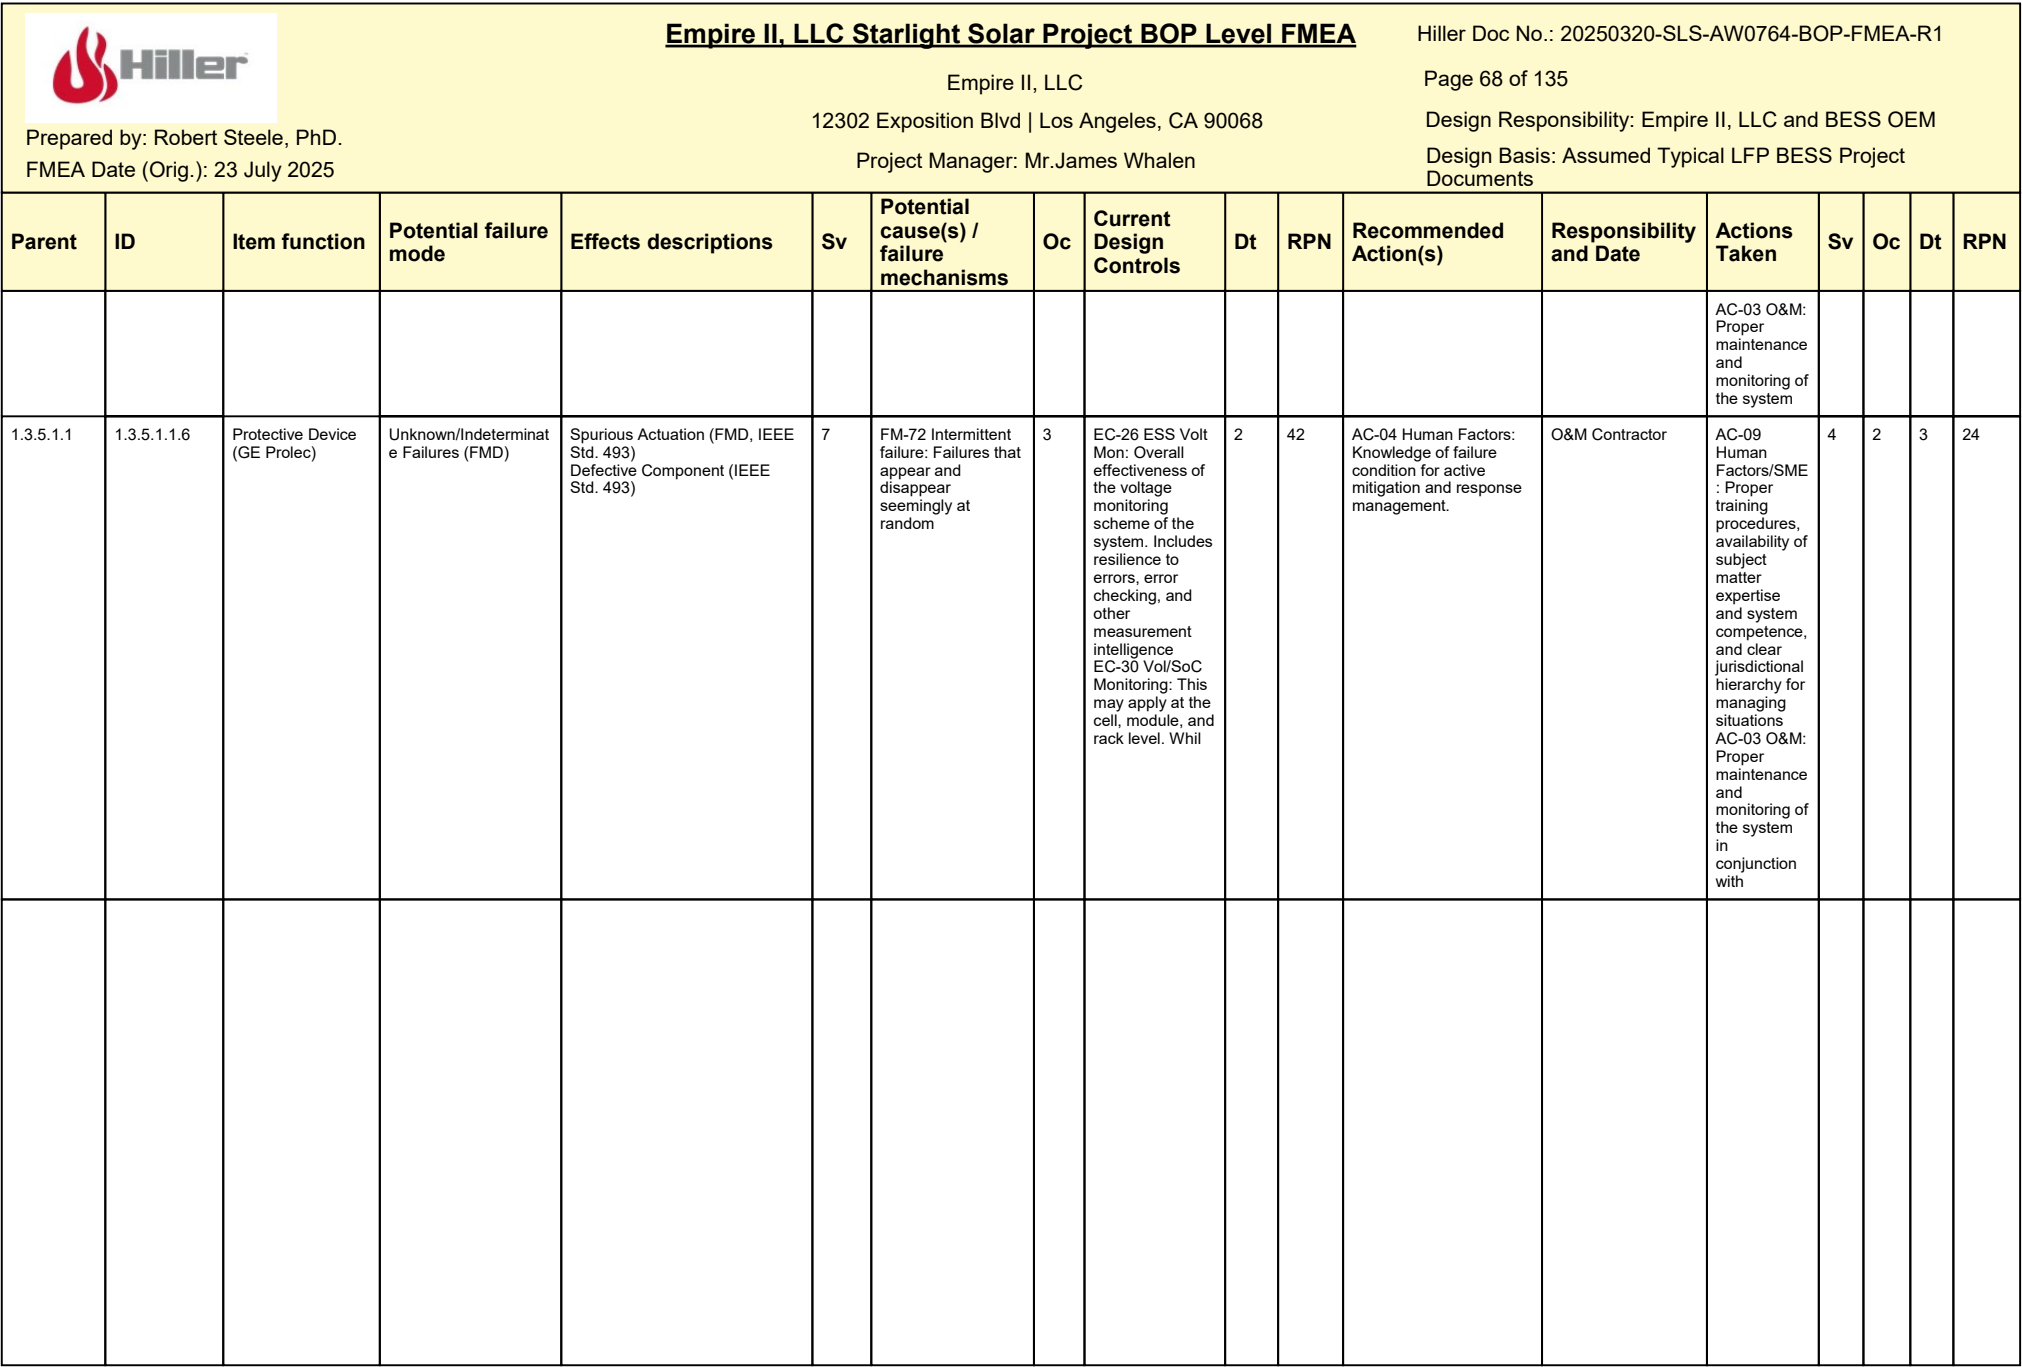 Hiller
Prepared by: Robert Steele, PhD.
FMEA Date (Orig.): 23 July 2025
Empire II, LLC Starlight Solar Project BOP Level FMEA
Empire II, LLC
12302 Exposition Blvd | Los Angeles, CA 90068
Project Manager: Mr.James Whalen
Hiller Doc No.: 20250320-SLS-AW0764-BOP-FMEA-R1
Page 68 of 135
Design Responsibility: Empire II, LLC and BESS OEM
Design Basis: Assumed Typical LFP BESS Project
Documents
Parent
ID
Item function
Potential failure
mode
Effects descriptions
Sv
Potential
cause(s) /
failure
mechanisms
Oc
Current
Design
Controls
Dt
RPN
Recommended
Action(s)
Responsibility
and Date
Actions
Taken
Sv
Oc
Dt
RPN
AC-03 O&M:
Proper
maintenance
and
monitoring of
the system
1.3.5.1.1
1.3.5.1.1.6
Protective Device
(GE Prolec)
Unknown/Indeterminat
e Failures (FMD)
Spurious Actuation (FMD, IEEE
Std. 493)
Defective Component (IEEE
Std. 493)
7
FM-72 Intermittent
failure: Failures that
appear and
disappear
seemingly at
random
3
EC-26 ESS Volt
Mon: Overall
effectiveness of
the voltage
monitoring
scheme of the
system. Includes
resilience to
errors, error
checking, and
other
measurement
intelligence
EC-30 Vol/SoC
Monitoring: This
may apply at the
cell, module, and
rack level. Whil
2
42
AC-04 Human Factors:
Knowledge of failure
condition for active
mitigation and response
management.
O&M Contractor
AC-09
Human
Factors/SME
: Proper
training
procedures,
availability of
subject
matter
expertise
and system
competence,
and clear
jurisdictional
hierarchy for
managing
situations
AC-03 O&M:
Proper
maintenance
and
monitoring of
the system
in
conjunction
with
4
2
3
24